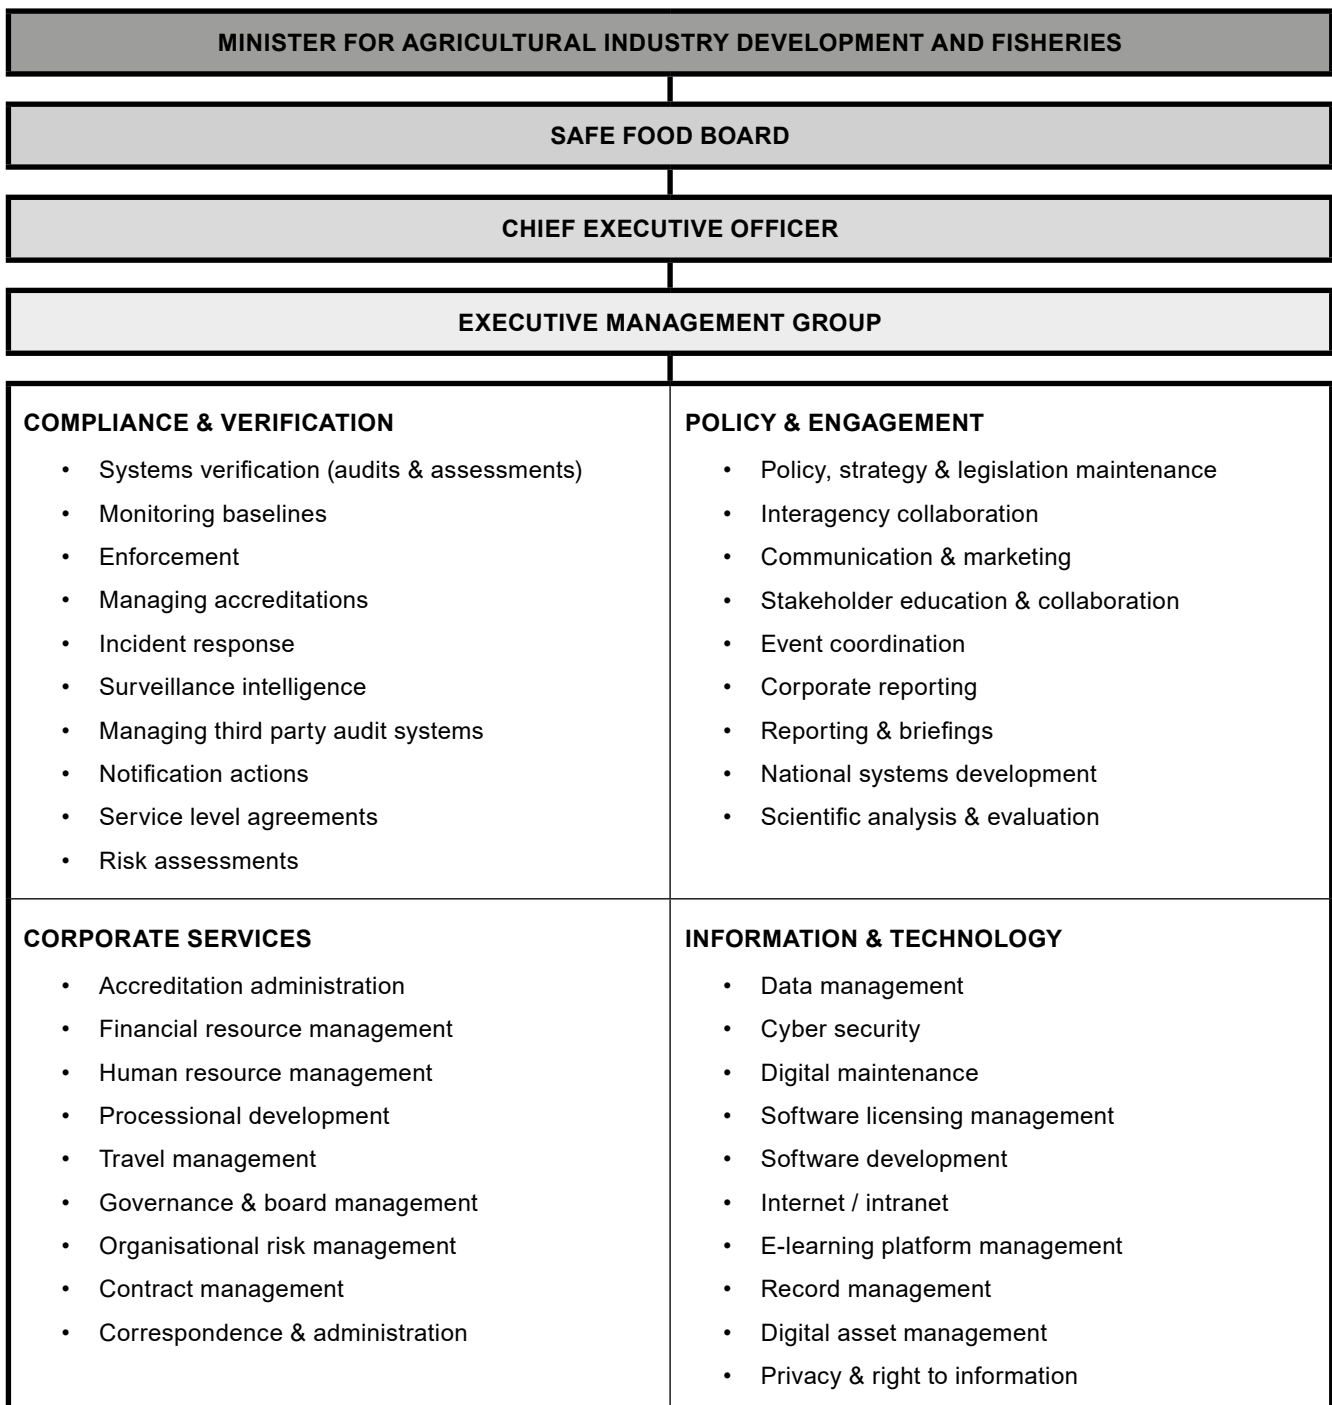 MINISTER FOR AGRICULTURAL INDUSTRY DEVELOPMENT AND FISHERIES
SAFE FOOD BOARD
CHIEF EXECUTIVE OFFICER
EXECUTIVE MANAGEMENT GROUP
COMPLIANCE & VERIFICATION
• Systems verification (audits & assessments)
• Monitoring baselines
• Enforcement
• Managing accreditations
• Incident response
• Surveillance intelligence
• Managing third party audit systems
• Notification actions
• Service level agreements
• Risk assessments
POLICY & ENGAGEMENT
• Policy, strategy & legislation maintenance
• Interagency collaboration
• Communication & marketing
• Stakeholder education & collaboration
• Event coordination
• Corporate reporting
• Reporting & briefings
• National systems development
• Scientific analysis & evaluation
CORPORATE SERVICES
• Accreditation administration
• Financial resource management
• Human resource management
• Processional development
• Travel management
• Governance & board management
• Organisational risk management
• Contract management
• Correspondence & administration
INFORMATION & TECHNOLOGY
• Data management
• Cyber security
• Digital maintenance
• Software licensing management
• Software development
• Internet / intranet
• E-learning platform management
• Record management
• Digital asset management
• Privacy & right to information